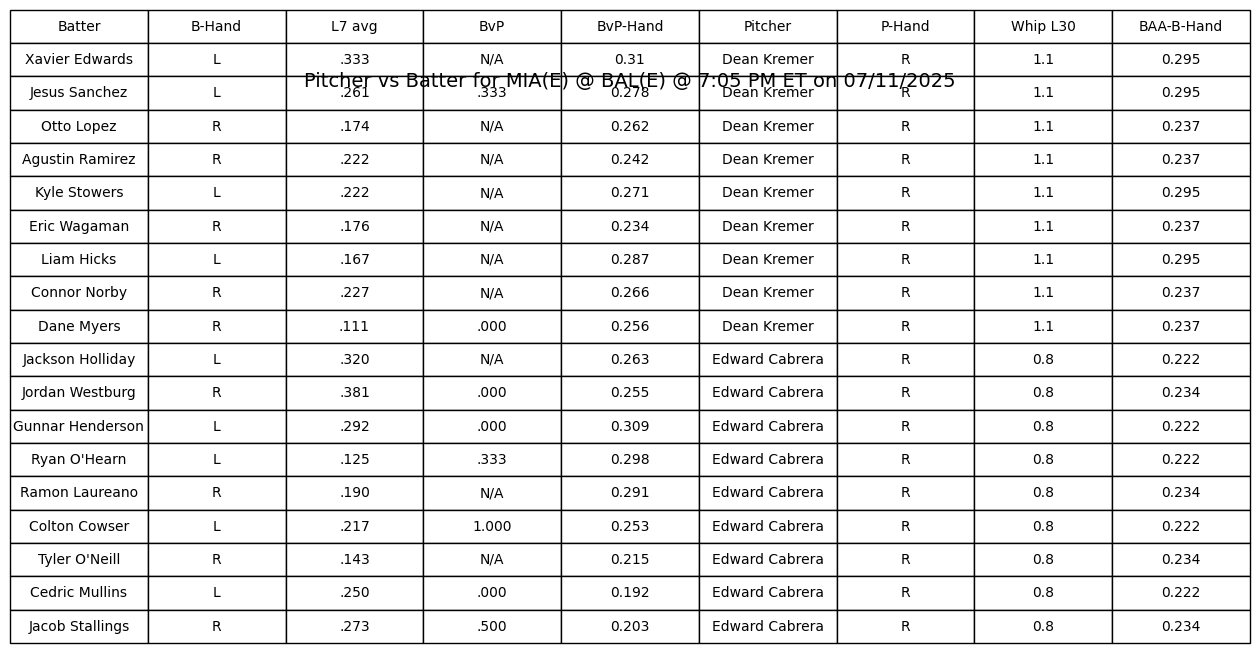 Batter B-Hand L7 avg BvP BvP-Hand Pitcher P-Hand Whip L30 BAA-B-Hand
Xavier Edwards L .333 N/A 0.31 Dean Kremer R 1.1 0.295
Pitcher vs Batter for MIA(E) @ BAL(E) @ 7:05 PM ET on 07/11/2025
Jesus Sanchez L .261 .333 0.278 Dean Kremer R 1.1 0.295
Otto Lopez R .174 N/A 0.262 Dean Kremer R 1.1 0.237
Agustin Ramirez R .222 N/A 0.242 Dean Kremer R 1.1 0.237
Kyle Stowers L .222 N/A 0.271 Dean Kremer R 1.1 0.295
Eric Wagaman R .176 N/A 0.234 Dean Kremer R 1.1 0.237
Liam Hicks L .167 N/A 0.287 Dean Kremer R 1.1 0.295
Connor Norby R .227 N/A 0.266 Dean Kremer R 1.1 0.237
Dane Myers R .111 .000 0.256 Dean Kremer R 1.1 0.237
Jackson Holliday L .320 N/A 0.263 Edward Cabrera R 0.8 0.222
Jordan Westburg R .381 .000 0.255 Edward Cabrera R 0.8 0.234
Gunnar Henderson L .292 .000 0.309 Edward Cabrera R 0.8 0.222
Ryan O'Hearn L .125 .333 0.298 Edward Cabrera R 0.8 0.222
Ramon Laureano R .190 N/A 0.291 Edward Cabrera R 0.8 0.234
Colton Cowser L .217 1.000 0.253 Edward Cabrera R 0.8 0.222
Tyler O'Neill R .143 N/A 0.215 Edward Cabrera R 0.8 0.234
Cedric Mullins L .250 .000 0.192 Edward Cabrera R 0.8 0.222
Jacob Stallings R .273 .500 0.203 Edward Cabrera R 0.8 0.234